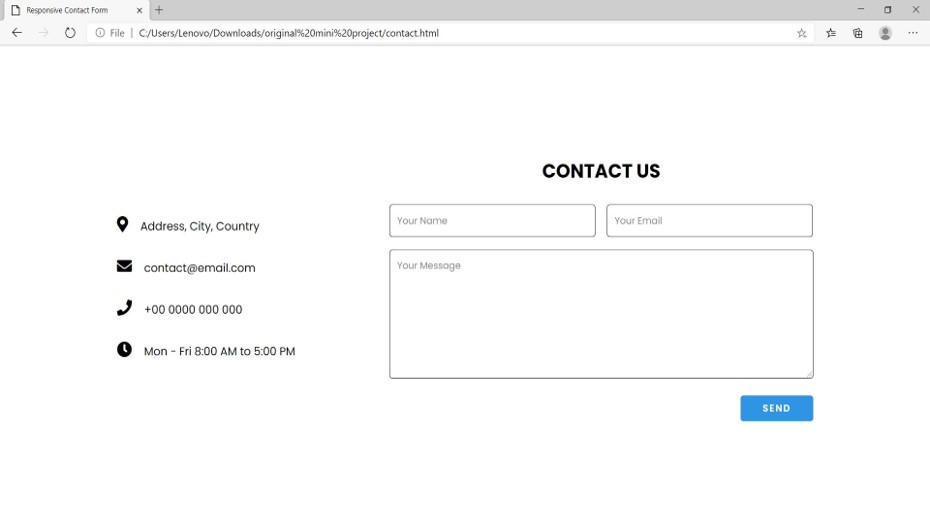 Responsive Contact Form
File | C:/Users/Lenovo/Downloads/original%20mini%20project/contact.html
CONTACT US
Address, City, Country
contact@email.com
+00 0000 000 000
Mon - Fri 8:00 AM to 5:00 PM
Your Name
Your Email
Your Message
SEND